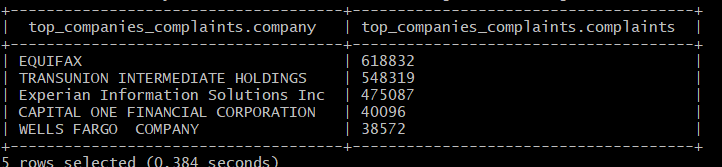 +---------------------------------------+---------------------------------------+
|   top_companies_complaints.company    | top_companies_complaints.complaints   |
+---------------------------------------+---------------------------------------+
| EQUIFAX                               | 618832                                |
| TRANSUNION INTERMEDIATE HOLDINGS      | 548319                                |
| Experian Information Solutions Inc    | 475087                                |
| CAPITAL ONE FINANCIAL CORPORATION     | 40096                                 |
| WELLS FARGO  COMPANY                  | 38572                                 |
+---------------------------------------+---------------------------------------+
5 rows selected (0.384 seconds)